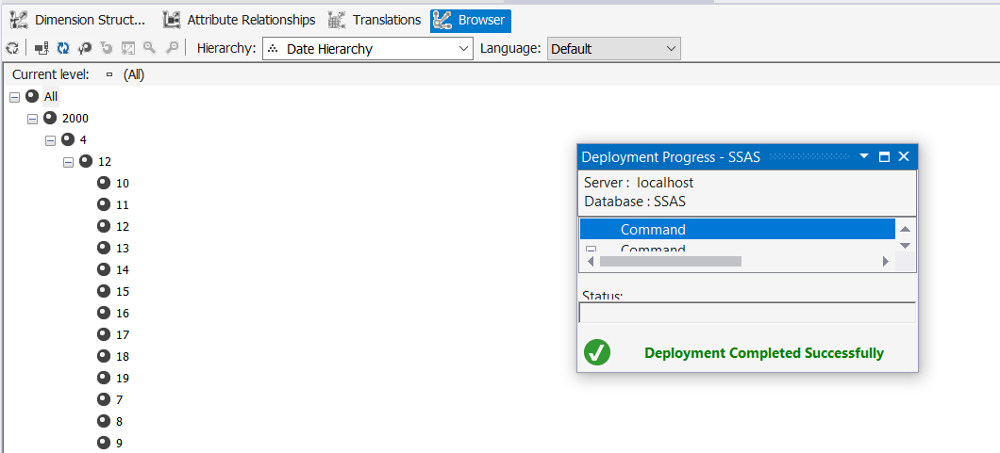 Dimension Struct... Attribute Relationships Translations Browser
Hierarchy: Date Hierarchy Language: Default
Current level: (All)
All
2000
4
12
10
11
12
13
14
15
16
17
18
19
7
8
9
Deployment Progress - SSAS
Server : localhost
Database : SSAS
Command
Command
Status:
Deployment Completed Successfully